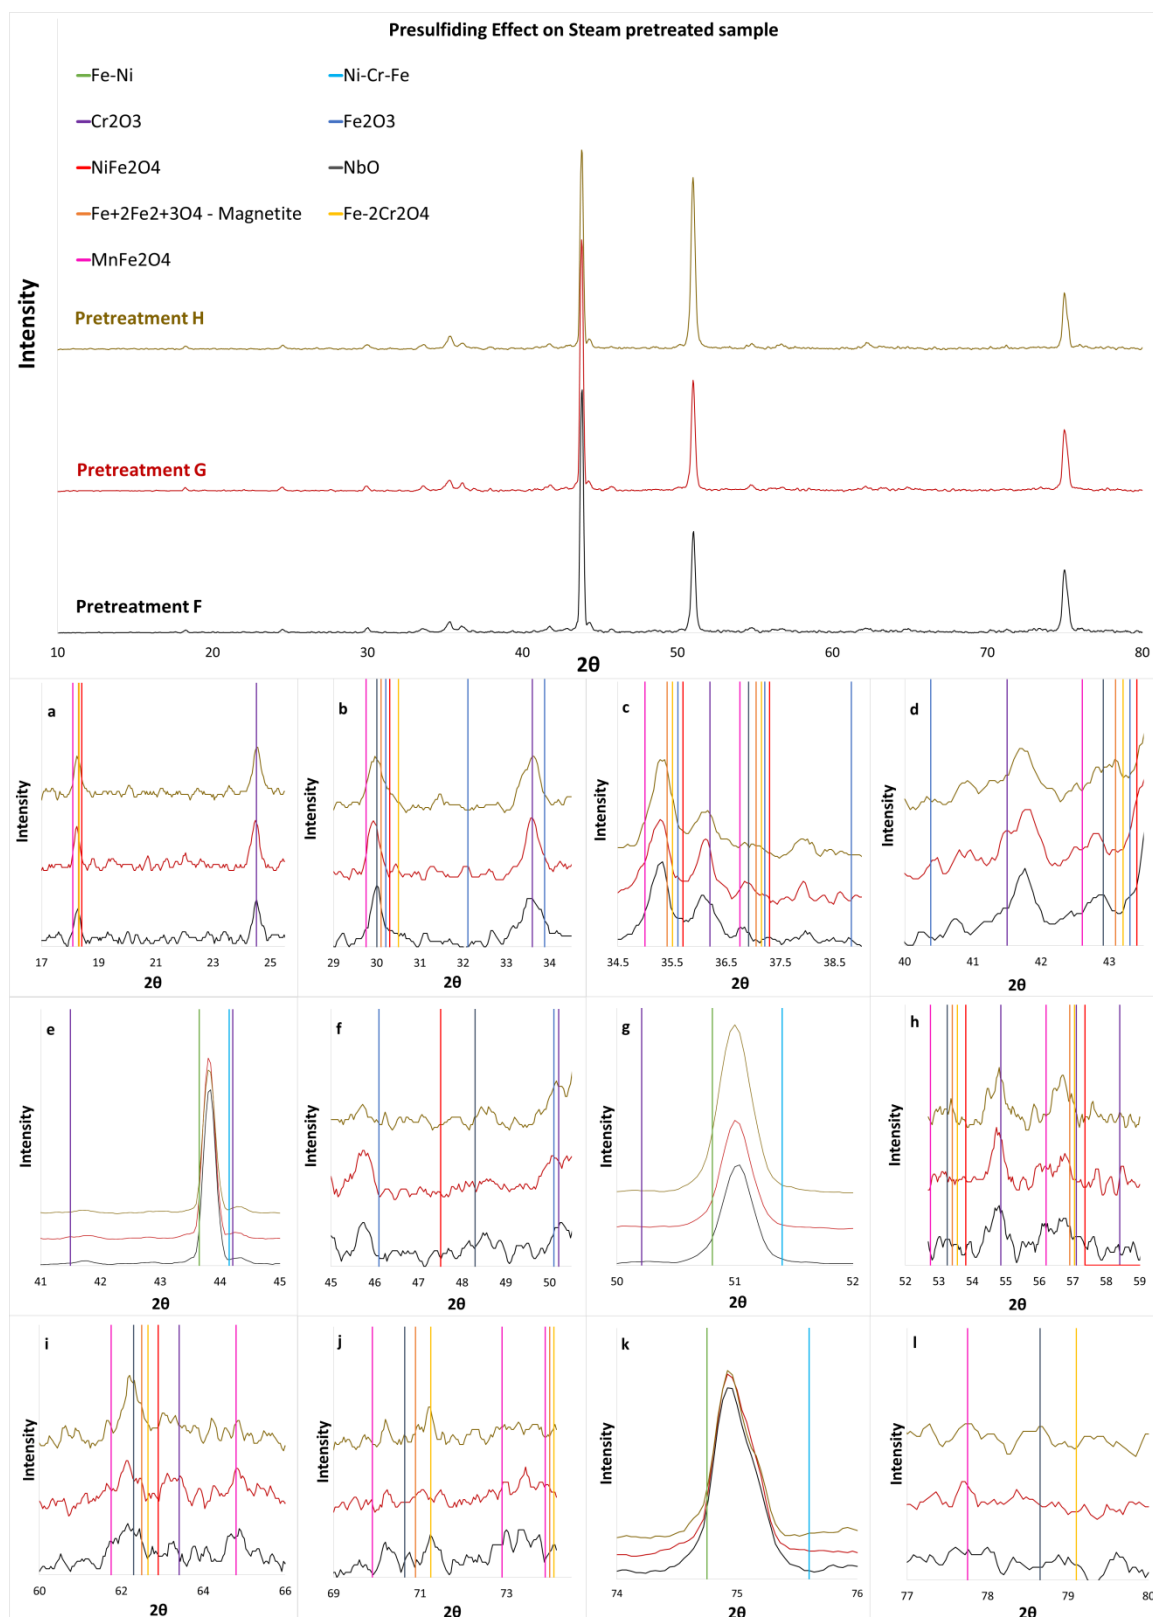 Presulfiding Effect on Steam pretreated sample
Fe-Ni
Ni-Cr-Fe
Cr2O3
Fe2O3
NiFe2O4
NbO
Fe+2Fe2+3O4 - Magnetite
Fe-2Cr2O4
MnFe2O4
Intensity
Pretreatment H
Pretreatment G
Pretreatment F
10 20 30 40 50 60 70 80
2θ
a
Intensity
17 19 21 23 25
2θ
b
Intensity
29 30 31 32 33 34
2θ
c
Intensity
34.5 35.5 36.5 37.5 38.5
2θ
d
Intensity
40 41 42 43
2θ
e
Intensity
41 42 43 44 45
2θ
f
Intensity
45 46 47 48 49 50
2θ
g
Intensity
50 51 52
2θ
h
Intensity
52 53 54 55 56 57 58 59
2θ
i
Intensity
60 62 64 66
2θ
j
Intensity
69 71 73
2θ
k
Intensity
74 75 76
2θ
l
Intensity
77 78 79 80
2θ